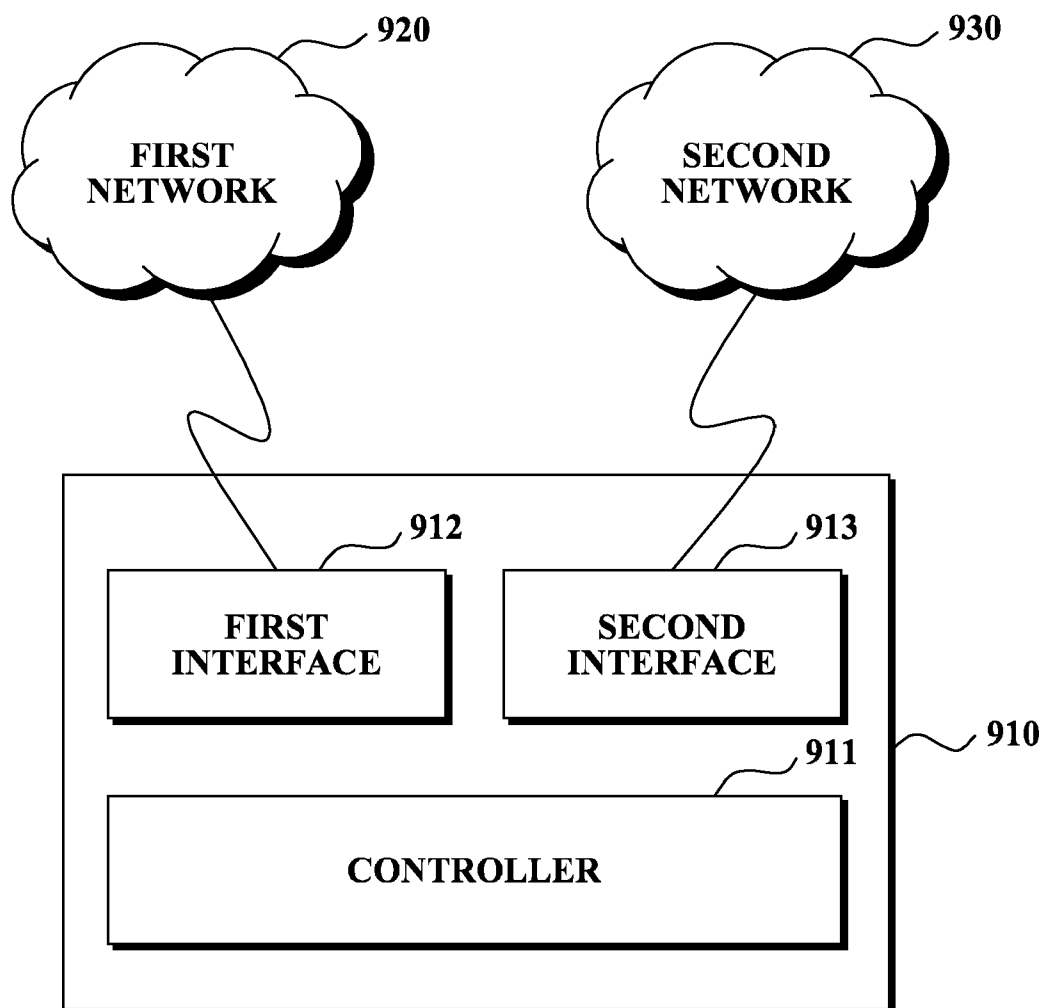 920
930
FIRST
NETWORK
SECOND
NETWORK
912
913
FIRST
INTERFACE
SECOND
INTERFACE
910
911
CONTROLLER